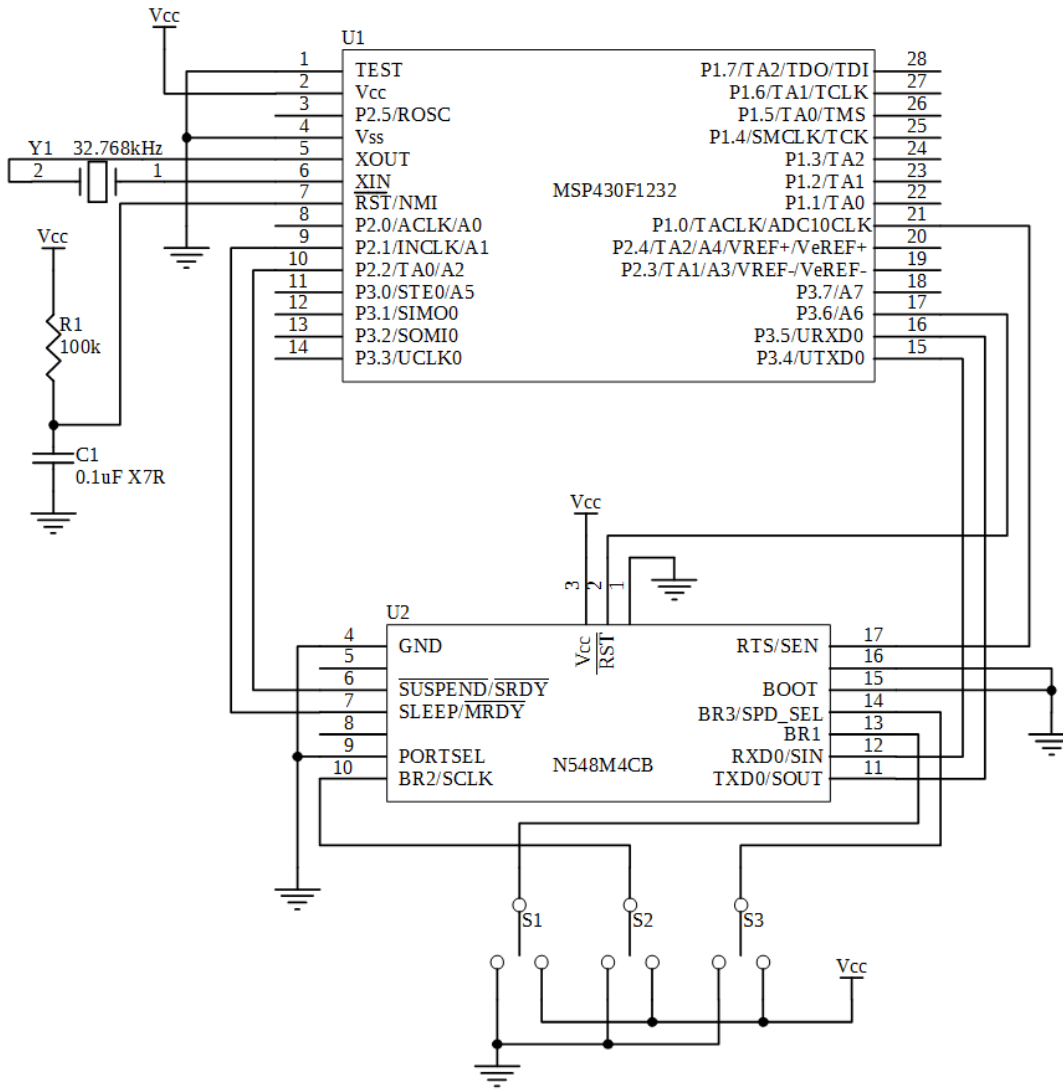 Vcc
U1
1 TEST
2 Vcc
3 P2.5/ROSC
4 Vss
5 XOUT
6 XIN
7 RST/NMI
8 P2.0/ACLK/A0
9 P2.1/INCLK/A1
10 P2.2/TA0/A2
11 P3.0/STE0/A5
12 P3.1/SIMO0
13 P3.2/SOMI0
14 P3.3/UCLK0
MSP430F1232
P1.7/TA2/TDO/TDI 28
P1.6/TA1/TCLK 27
P1.5/TA0/TMS 26
P1.4/SMCLK/TCK 25
P1.3/TA2 24
P1.2/TA1 23
P1.1/TA0 22
P1.0/TACLK/ADC10CLK 21
P2.4/TA2/A4/VREF+/VeREF+ 20
P2.3/TA1/A3/VREF-/VeREF- 19
P3.7/A7 18
P3.6/A6 17
P3.5/URXD0 16
P3.4/UTXD0 15
Y1 32.768kHz
2 1
Vcc
R1
100k
C1
0.1uF X7R
Vcc
3 2 1
U2
Vcc RST
4 GND
5
6 SUSPEND/SRDY
7 SLEEP/MRDY
8
9 PORTSEL
10 BR2/SCLK
N548M4CB
RTS/SEN 17
16
BOOT 15
BR3/SPD_SEL 14
BR1 13
RXD0/SIN 12
TXD0/SOUT 11
S1 S2 S3
Vcc